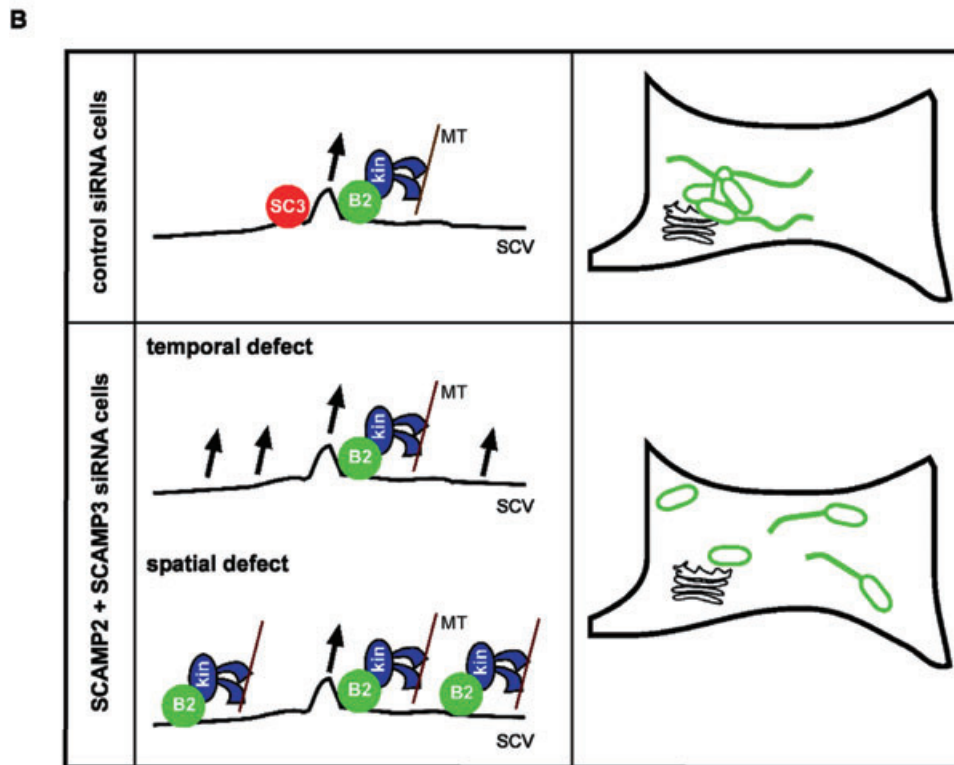 B
control siRNA cells
SC3
B2
kin
MT
SCV
SCAMP2 + SCAMP3 siRNA cells
temporal defect
B2
kin
MT
SCV
spatial defect
B2
kin
B2
kin
MT
B2
kin
SCV